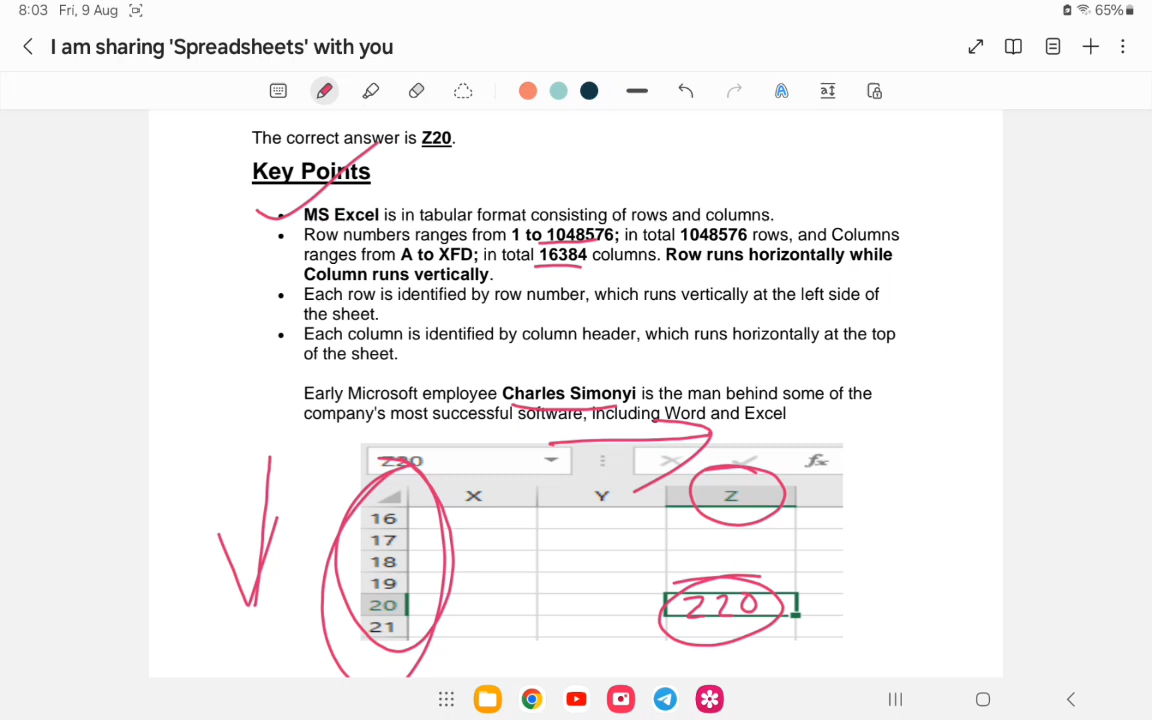 8:03 Fri, 9 Aug 65%
I am sharing 'Spreadsheets' with you
The correct answer is Z20.
Key Points
• MS Excel is in tabular format consisting of rows and columns.
• Row numbers ranges from 1 to 1048576; in total 1048576 rows, and Columns
ranges from A to XFD; in total 16384 columns. Row runs horizontally while
Column runs vertically.
• Each row is identified by row number, which runs vertically at the left side of
the sheet.
• Each column is identified by column header, which runs horizontally at the top
of the sheet.
Early Microsoft employee Charles Simonyi is the man behind some of the
company's most successful software, including Word and Excel
Z20 fx
X Y Z
16
17
18
19
20 Z20
21